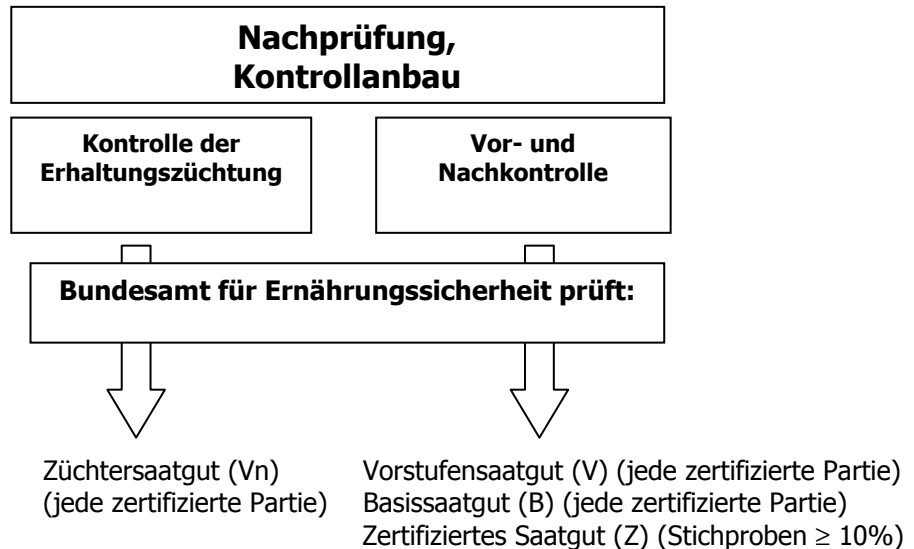 Nachprüfung,
Kontrollanbau
Kontrolle der
Erhaltungszüchtung
Vor- und
Nachkontrolle
Bundesamt für Ernährungssicherheit prüft:
Züchtersaatgut (Vn)
(jede zertifizierte Partie)
Vorstufensaatgut (V) (jede zertifizierte Partie)
Basissaatgut (B) (jede zertifizierte Partie)
Zertifiziertes Saatgut (Z) (Stichproben ≥ 10%)